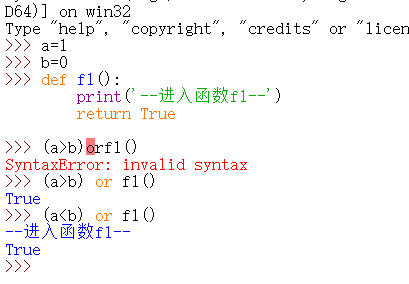 D64)] on win32
Type "help", "copyright", "credits" or "licen
>>> a=1
>>> b=0
>>> def f1():
        print('--进入函数f1--')
        return True

>>> (a>b)orf1()
SyntaxError: invalid syntax
>>> (a>b) or f1()
True
>>> (a<b) or f1()
--进入函数f1--
True
>>>